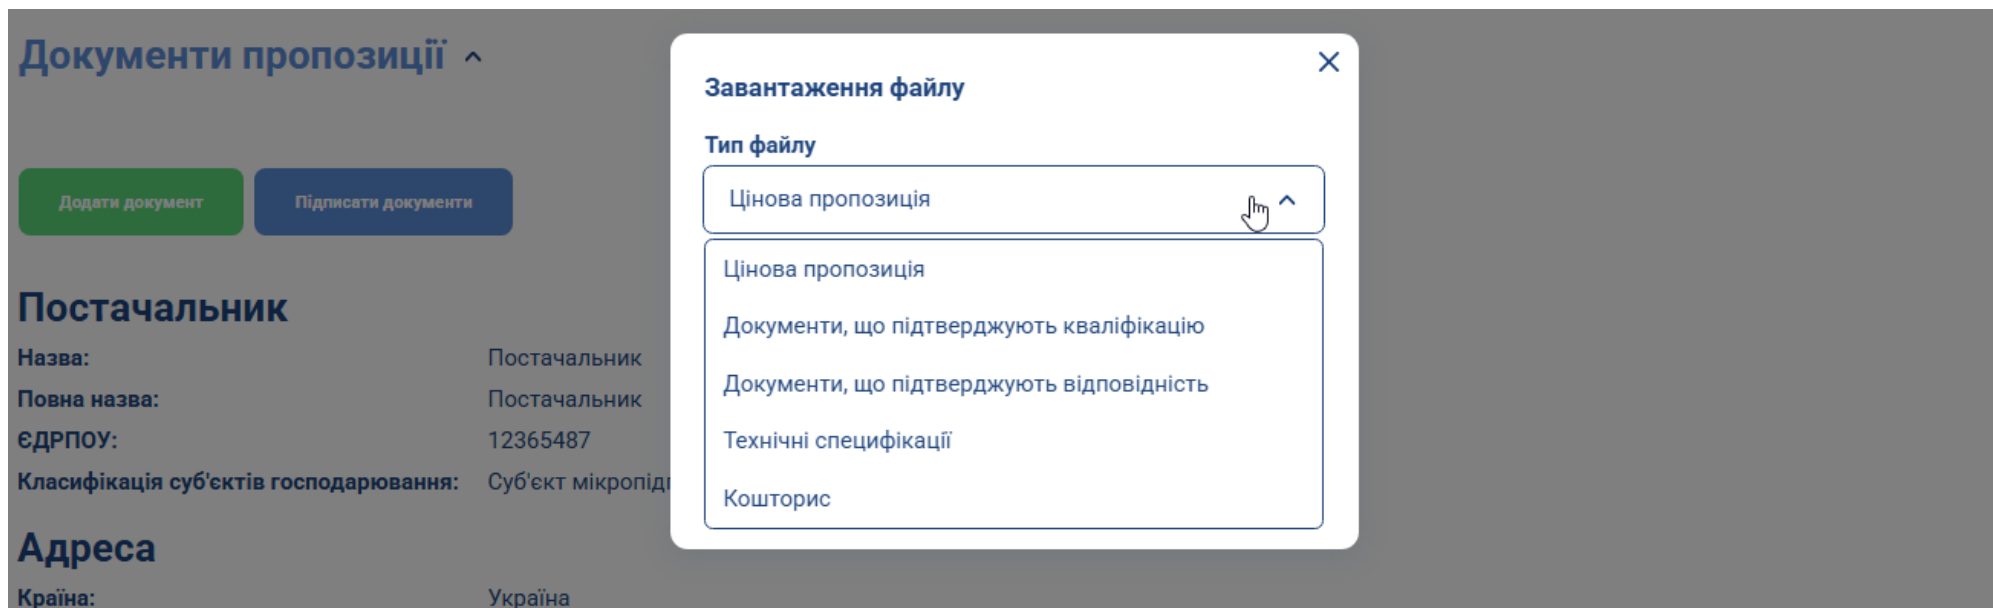 Документи пропозиції
Додати документ
Підписати документи
Постачальник
Назва: Постачальник
Повна назва: Постачальник
ЄДРПОУ: 12365487
Класифікація суб'єктів господарювання: Суб'єкт
Адреса
Країна: Україна
Завантаження файлу
Тип файлу
Цінова пропозиція
Цінова пропозиція
Документи, що підтверджують кваліфікацію
Документи, що підтверджують відповідність
Технічні специфікації
Кошторис